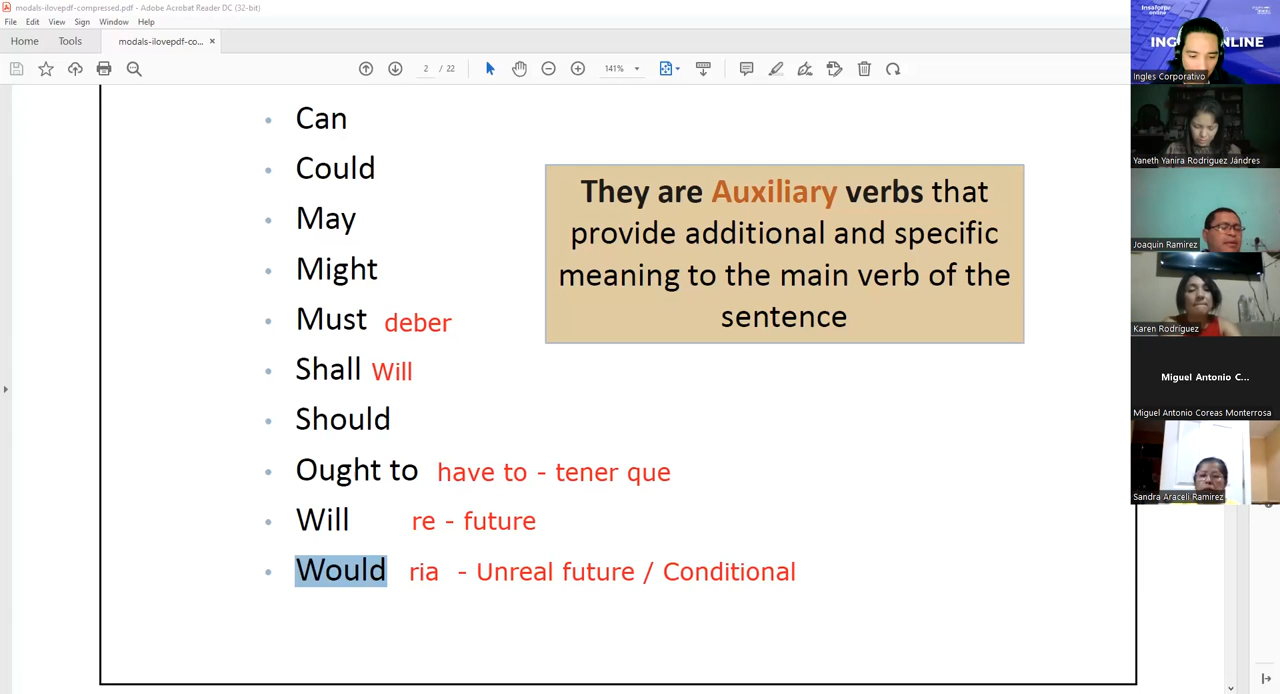 modals-ilovepdf-compressed.pdf - Adobe Acrobat Reader DC (32-bit)
File Edit View Sign Window Help
Home Tools modals-ilovepdf-co... ×
2 / 22 141%
Can
Could
May
Might
Must deber
Shall Will
Should
Ought to have to - tener que
Will re - future
Would ria - Unreal future / Conditional
They are Auxiliary verbs that
provide additional and specific
meaning to the main verb of the
sentence
Insaforp
online
Ingles Corporativo
Yaneth Yanira Rodriguez Jándres
Joaquin Ramirez
Karen Rodríguez
Miguel Antonio C...
Miguel Antonio Coreas Monterrosa
Sandra Araceli Ramirez